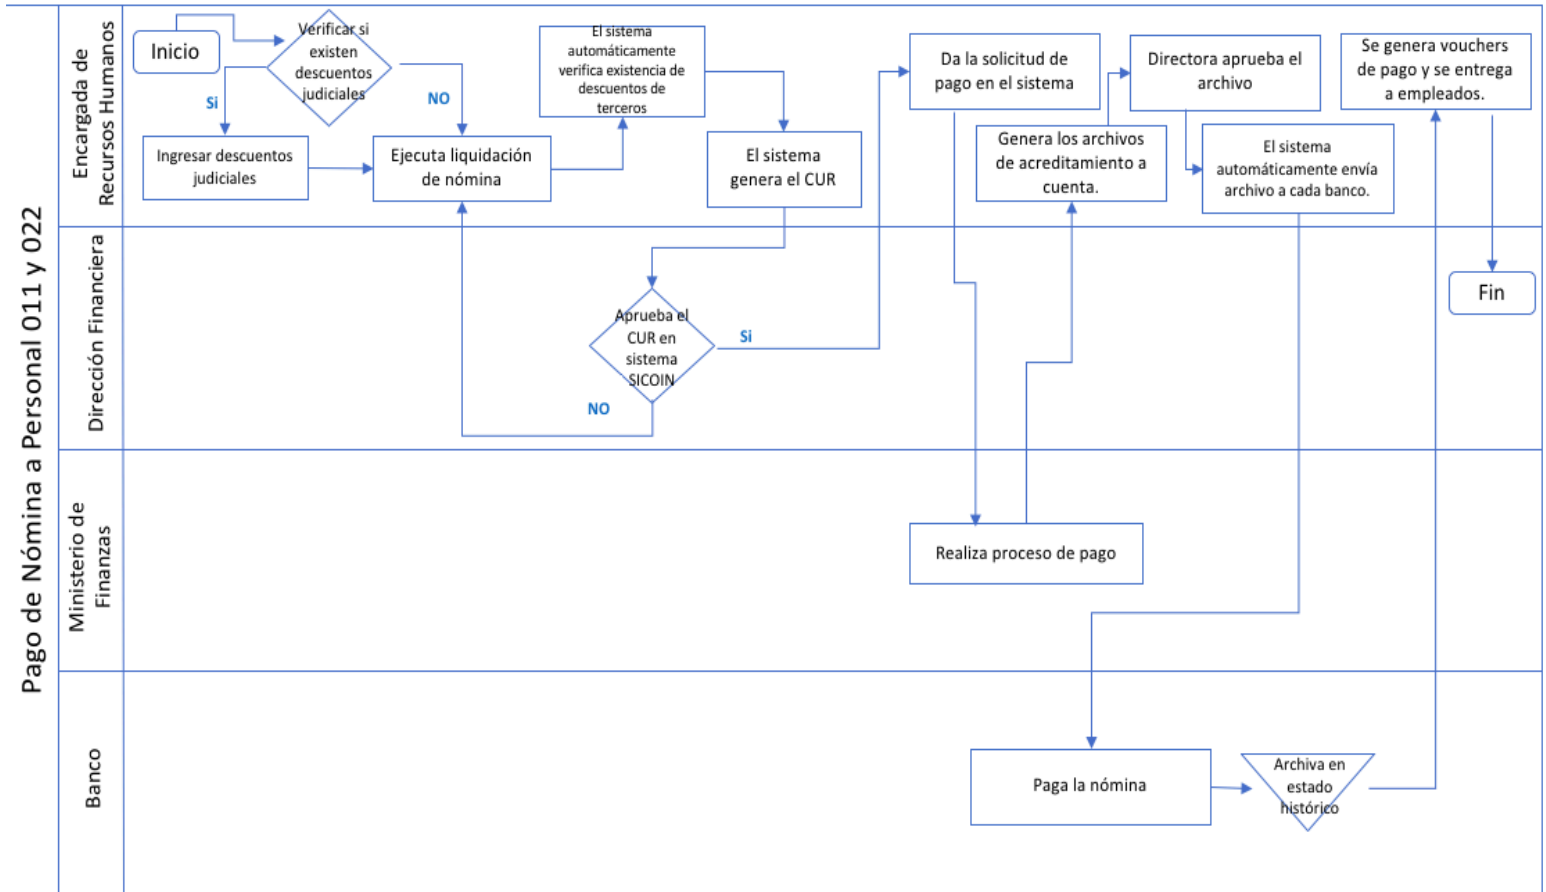 Pago de Nómina a Personal 011 y 022
Encargada de
Recursos Humanos
Inicio
Verificar si
existen
descuentos
judiciales
Si
NO
Ingresar descuentos
judiciales
Ejecuta liquidación
de nómina
El sistema
automáticamente
verifica existencia de
descuentos de
terceros
El sistema
genera el CUR
Da la solicitud de
pago en el sistema
Genera los archivos
de acreditamiento a
cuenta.
Directora aprueba el
archivo
El sistema
automáticamente envía
archivo a cada banco.
Se genera vouchers
de pago y se entrega
a empleados.
Dirección Financiera
Aprueba el
CUR en
sistema
SICOIN
Si
NO
Fin
Ministerio de
Finanzas
Realiza proceso de pago
Banco
Paga la nómina
Archiva en
estado
histórico